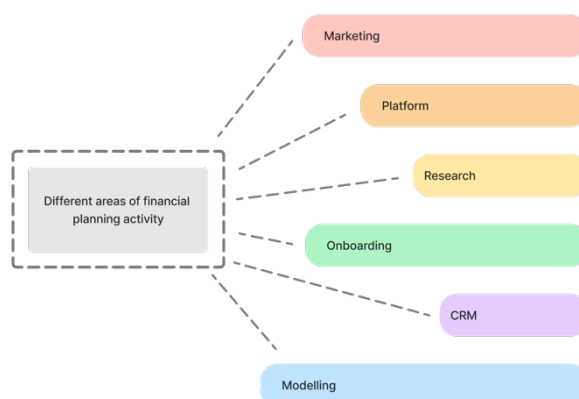 Marketing
Platform
Different areas of financial
planning activity
Research
Onboarding
CRM
Modelling